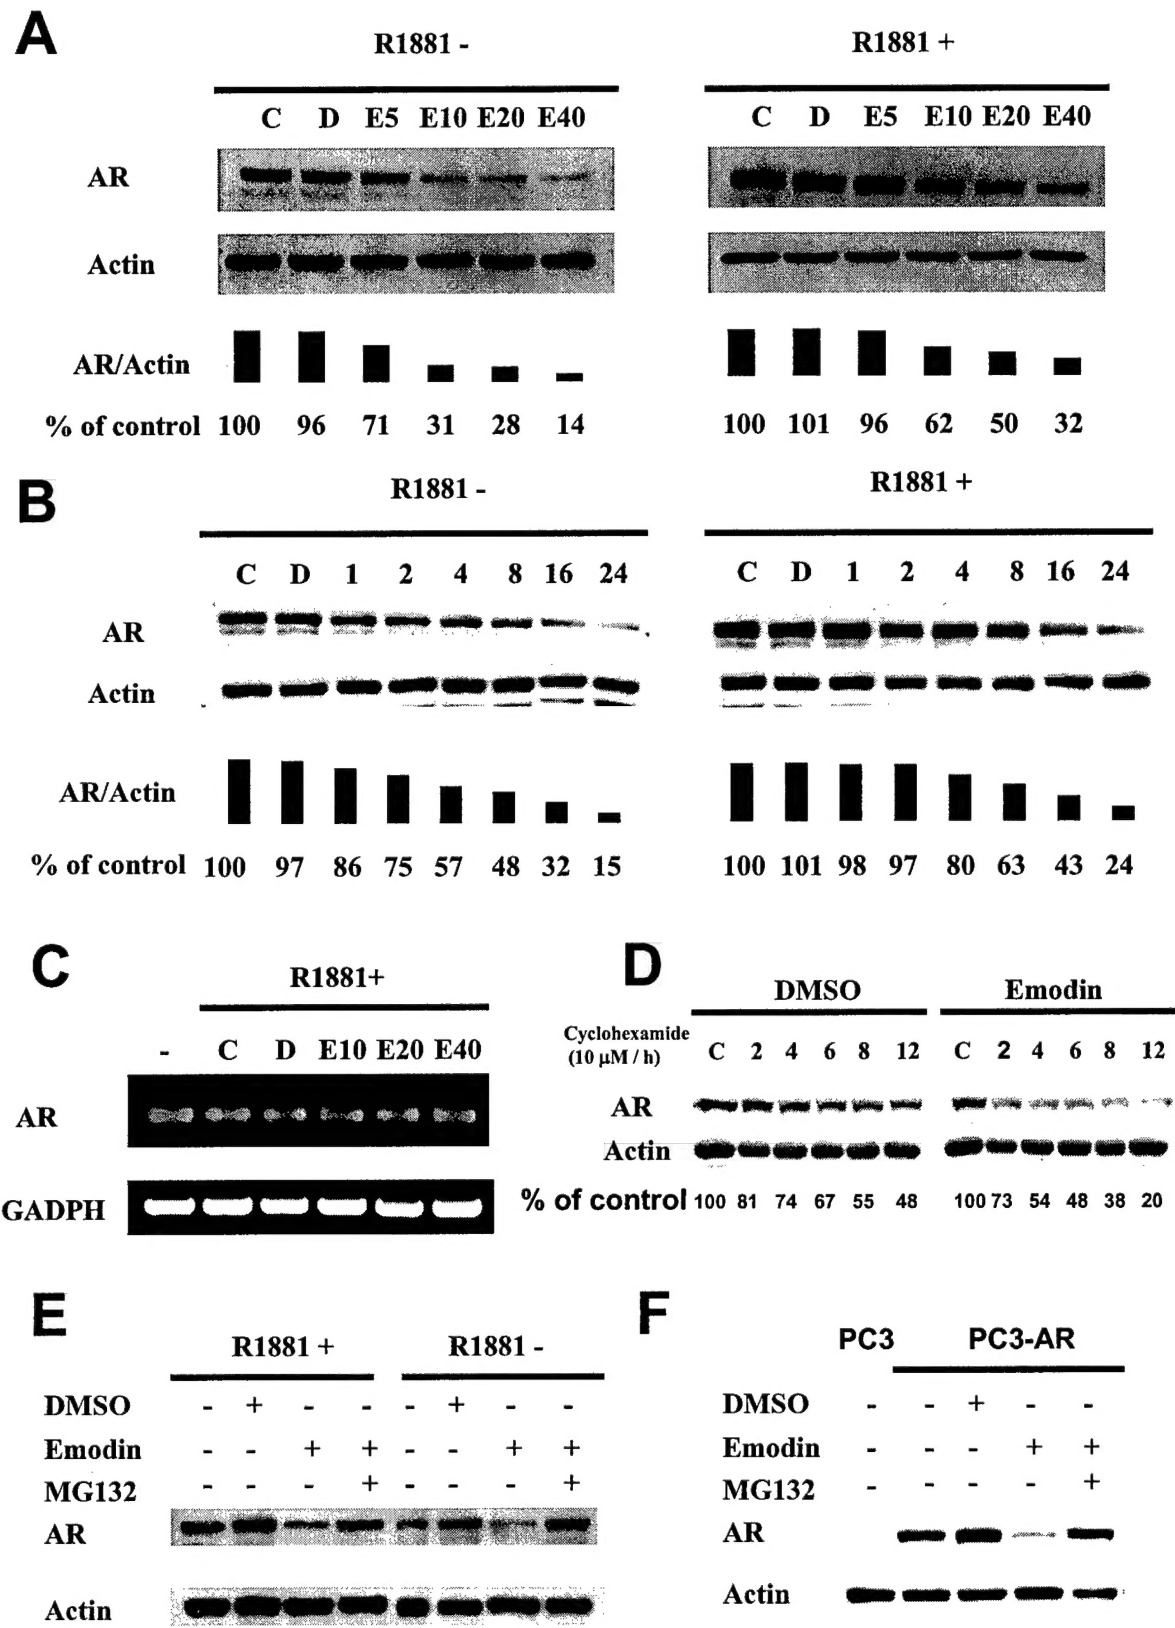 A
R1881 - R1881 +
C D E5 E10 E20 E40 C D E5 E10 E20 E40
AR
Actin
AR/Actin
% of control 100 96 71 31 28 14 100 101 96 62 50 32
B
R1881 - R1881 +
C D 1 2 4 8 16 24 C D 1 2 4 8 16 24
AR
Actin
AR/Actin
% of control 100 97 86 75 57 48 32 15 100 101 98 97 80 63 43 24
C
R1881+
- C D E10 E20 E40
AR
GADPH
D
DMSO Emodin
Cyclohexamide
(10 µM / h)
C 2 4 6 8 12 C 2 4 6 8 12
AR
Actin
% of control 100 81 74 67 55 48 100 73 54 48 38 20
E
R1881 + R1881 -
DMSO - + - - - + - -
Emodin - - + + - - + +
MG132 - - - + - - - +
AR
Actin
F
PC3 PC3-AR
DMSO - - + - -
Emodin - - - + +
MG132 - - - - +
AR
Actin